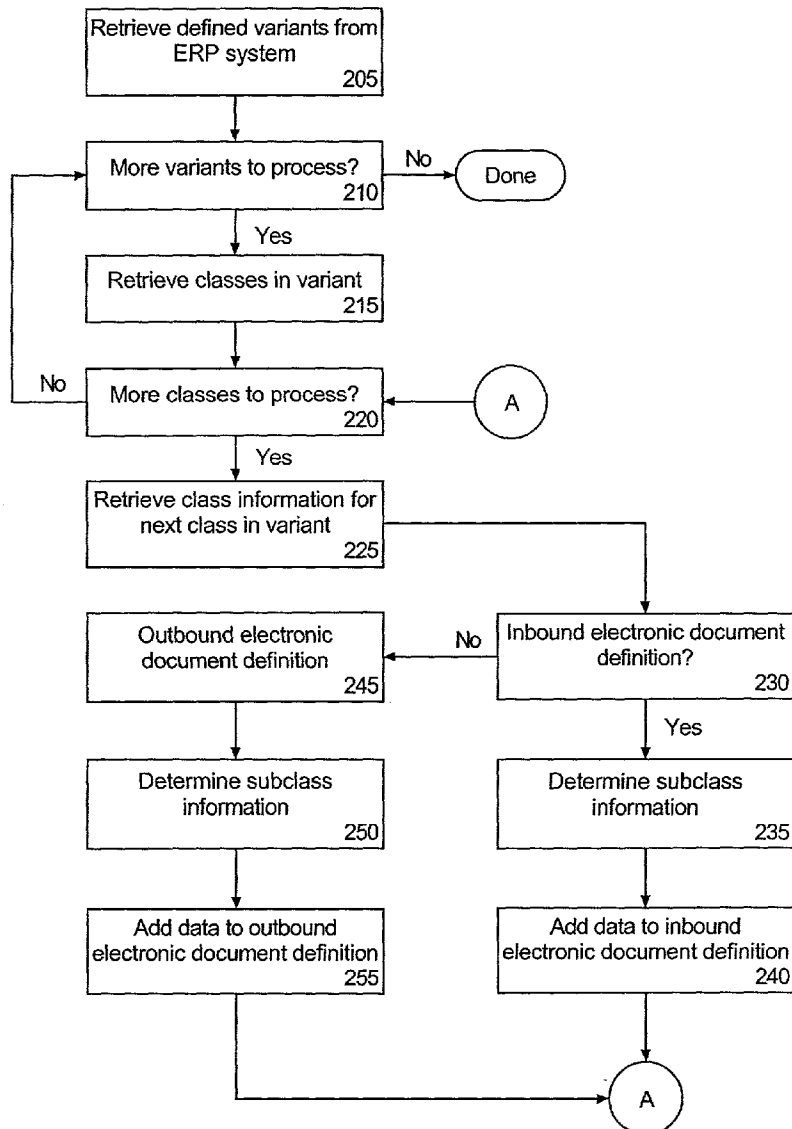 Retrieve defined variants from
ERP system
205
More variants to process?
210
No
Done
Yes
Retrieve classes in variant
215
No
More classes to process?
220
A
Yes
Retrieve class information for
next class in variant
225
Outbound electronic
document definition
245
No
Inbound electronic document
definition?
230
Yes
Determine subclass
information
250
Determine subclass
information
235
Add data to outbound
electronic document definition
255
Add data to inbound
electronic document definition
240
A